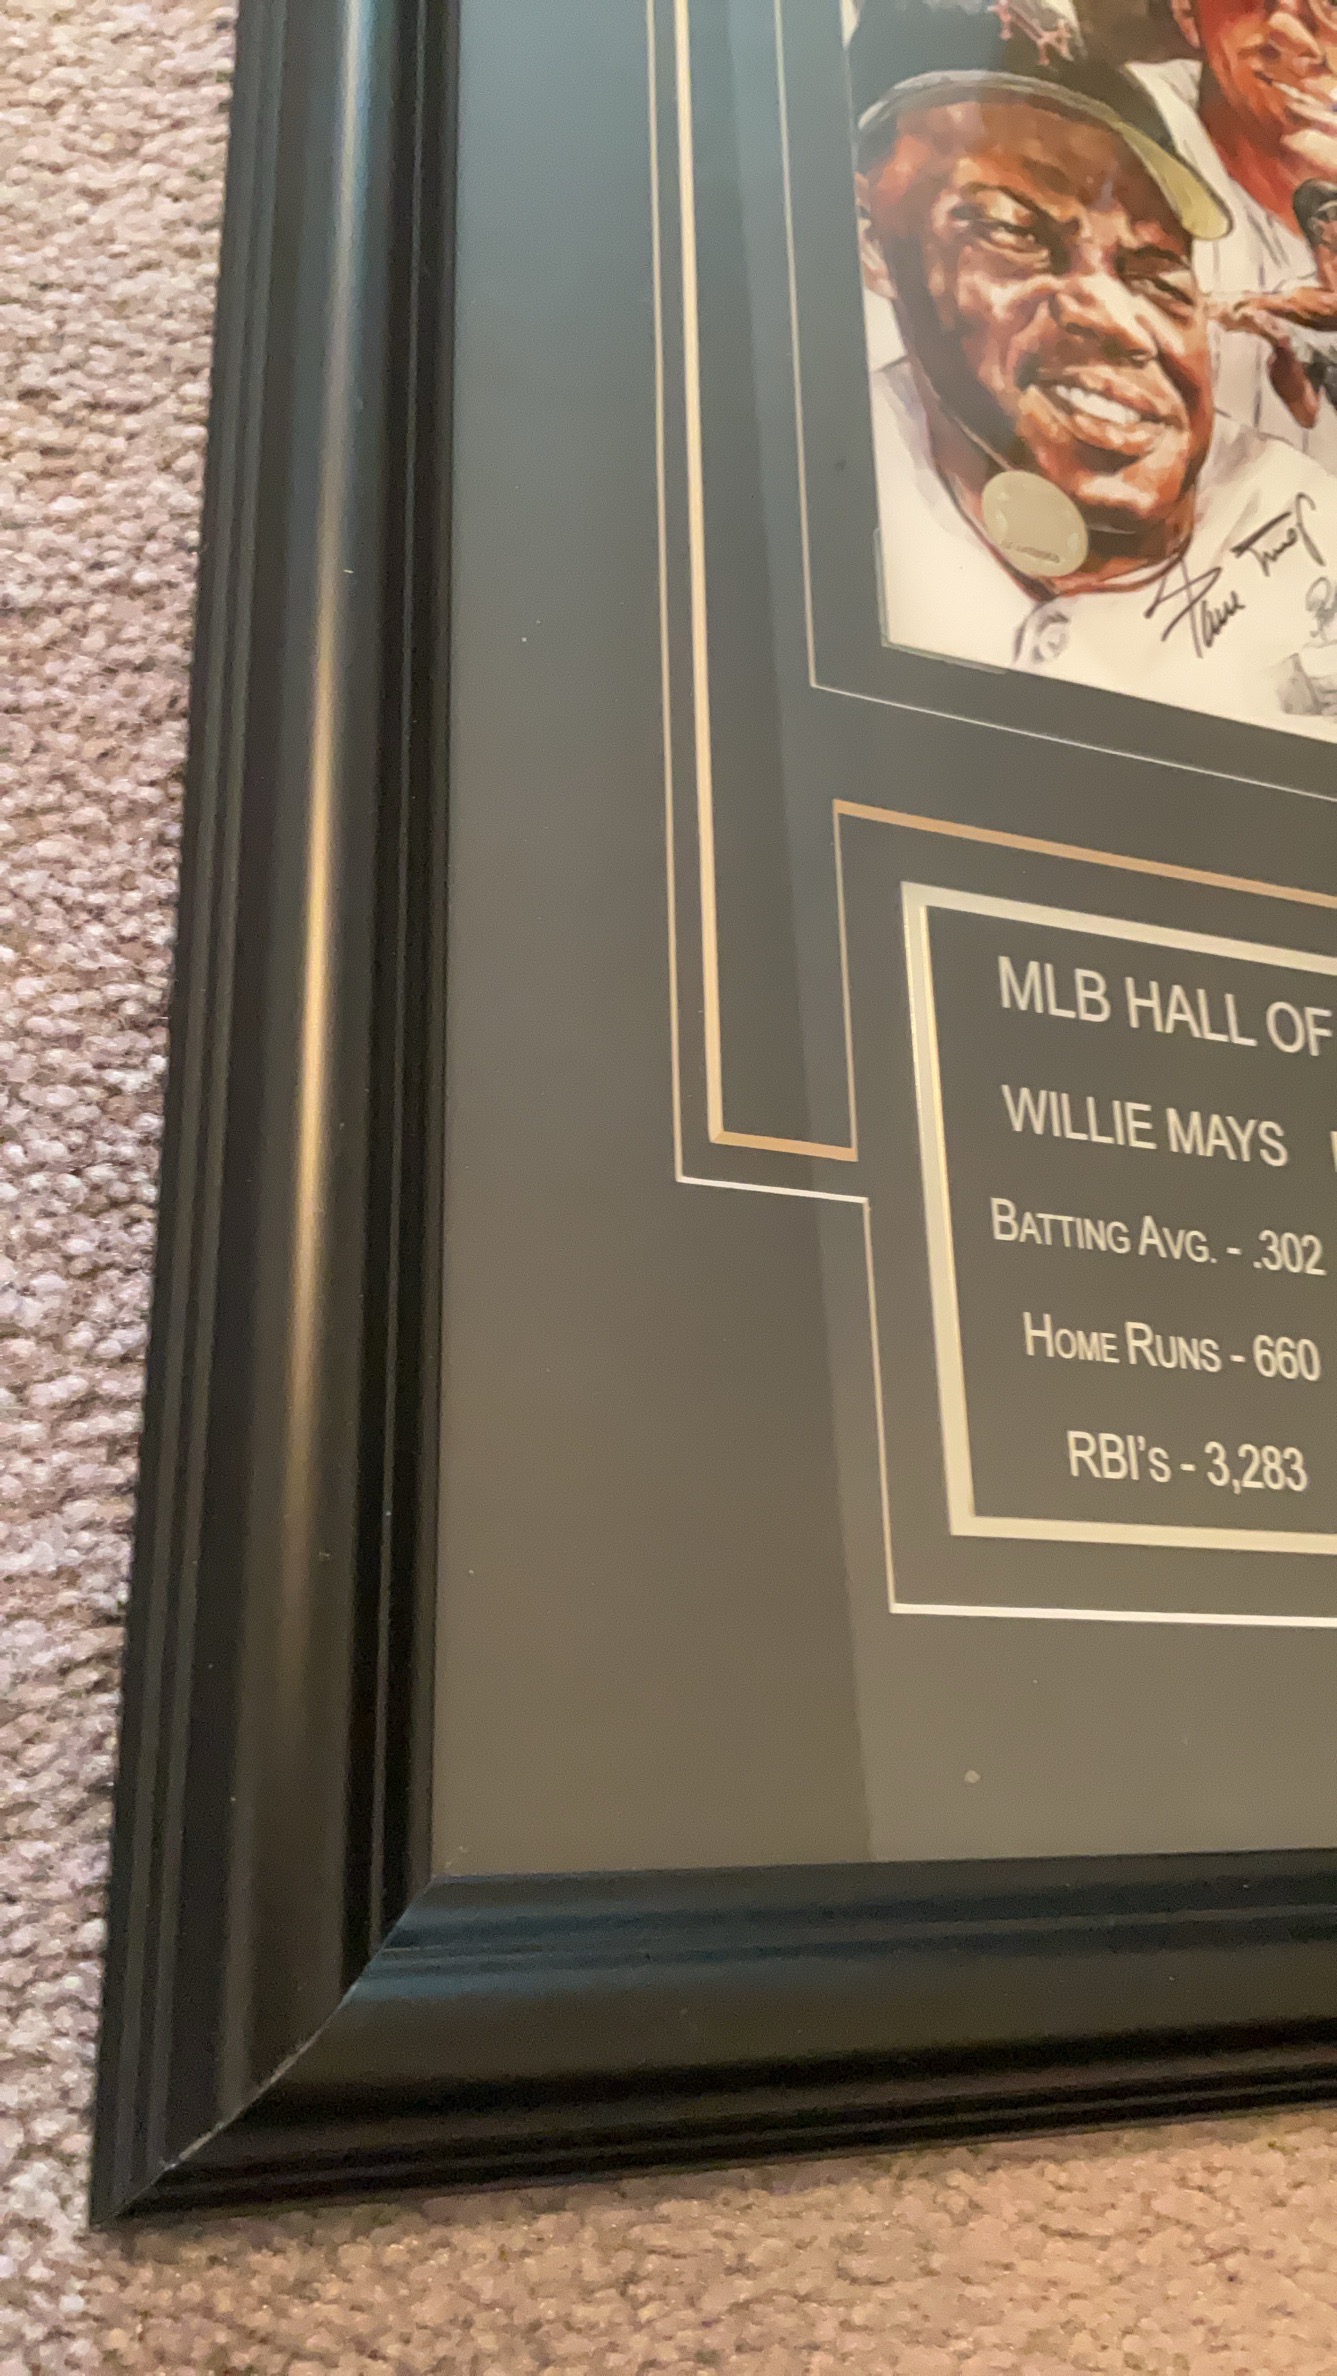 MLB HALL OF
WILLIE MAYS
BATTING AVG. - .302
HOME RUNS - 660
RBI's - 3,283